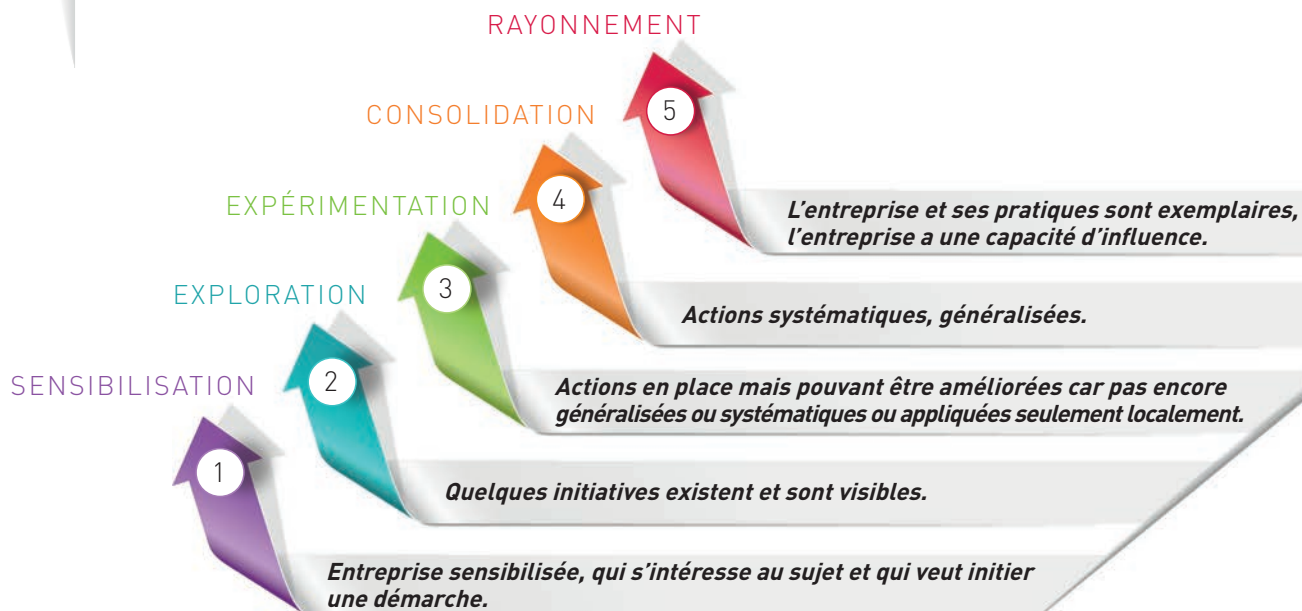 RAYONNEMENT
5
L'entreprise et ses pratiques sont exemplaires,
l'entreprise a une capacité d'influence.
CONSOLIDATION
4
Actions systématiques, généralisées.
EXPÉRIMENTATION
3
Actions en place mais pouvant être améliorées car pas encore
généralisées ou systématiques ou appliquées seulement localement.
EXPLORATION
2
Quelques initiatives existent et sont visibles.
SENSIBILISATION
1
Entreprise sensibilisée, qui s'intéresse au sujet et qui veut initier
une démarche.